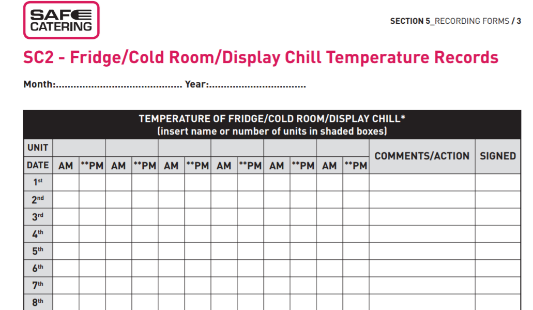 SAFE
CATERING
SECTION 5_RECORDING FORMS / 3
SC2 - Fridge/Cold Room/Display Chill Temperature Records
Month:............................................ Year:.................................
TEMPERATURE OF FRIDGE/COLD ROOM/DISPLAY CHILL*
(insert name or number of units in shaded boxes)
UNIT
COMMENTS/ACTION SIGNED
DATE AM **PM AM **PM AM **PM AM **PM AM **PM AM **PM
1st
2nd
3rd
4th
5th
6th
7th
8th